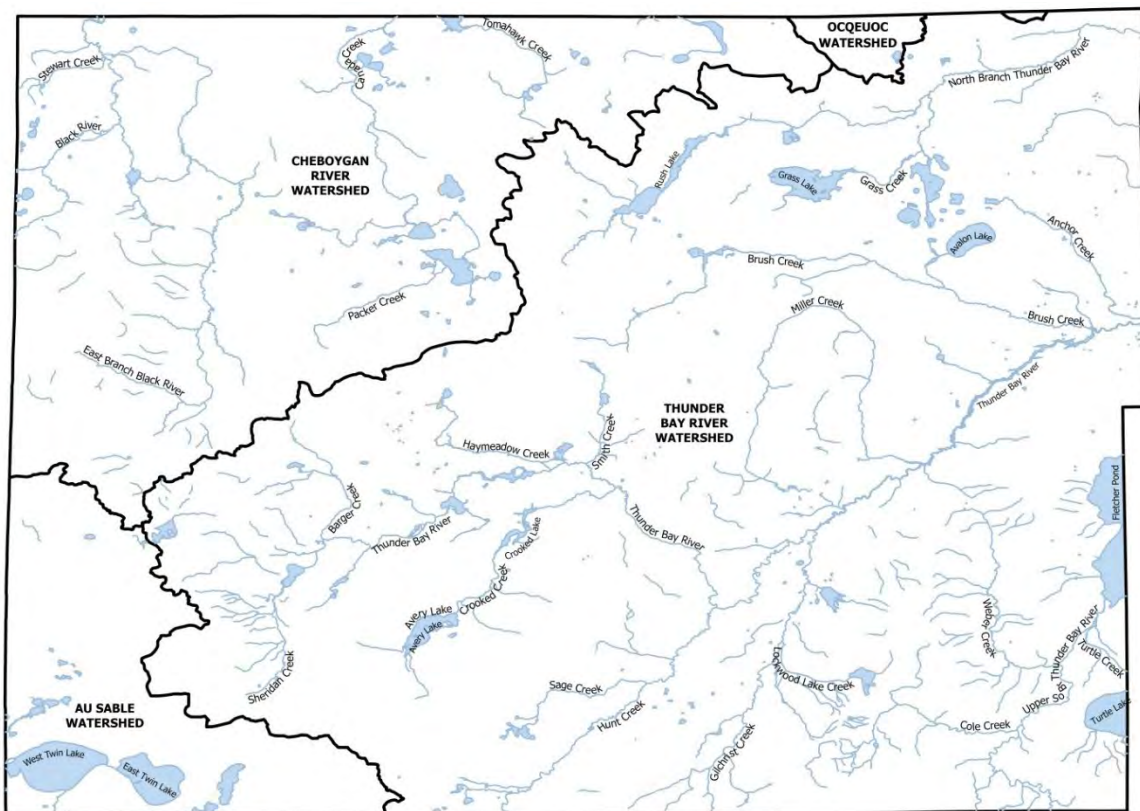 OCQEUOC
WATERSHED
Tomahawk Creek
Canada Creek
Stewart Creek
North Branch Thunder Bay River
Black River
CHEBOYGAN
RIVER
WATERSHED
Rush Lake
Grass Lake
Grass Creek
Anchor Creek
Avalon Lake
Brush Creek
Packer Creek
Miller Creek
Brush Creek
East Branch Black River
Thunder Bay River
THUNDER
BAY RIVER
WATERSHED
Haymeadow Creek
Smith Creek
Fletcher Pond
Barger Creek
Thunder Bay River
Crooked Lake
Thunder Bay River
Crooked Creek
Avery Lake
Avery Lake
Weber Creek
Thunder Bay River
Turtle Creek
Lockwood Lake Creek
Sheridan Creek
Sage Creek
Hunt Creek
Upper So
Cole Creek
Turtle Lake
AU SABLE
WATERSHED
Gilchrist Creek
West Twin Lake
East Twin Lake